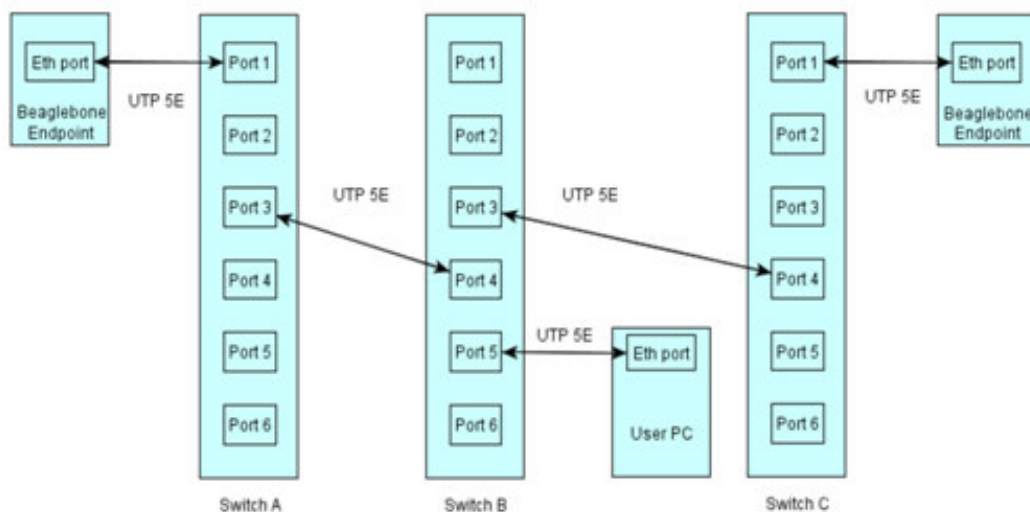 Eth port
UTP 5E
Beaglebone
Endpoint
Port 1
Port 2
Port 3
Port 4
Port 5
Port 6
Switch A
UTP 5E
Port 1
Port 2
Port 3
Port 4
Port 5
Port 6
Switch B
UTP 5E
UTP 5E
Eth port
User PC
Port 1
Port 2
Port 3
Port 4
Port 5
Port 6
Switch C
UTP 5E
Eth port
Beaglebone
Endpoint